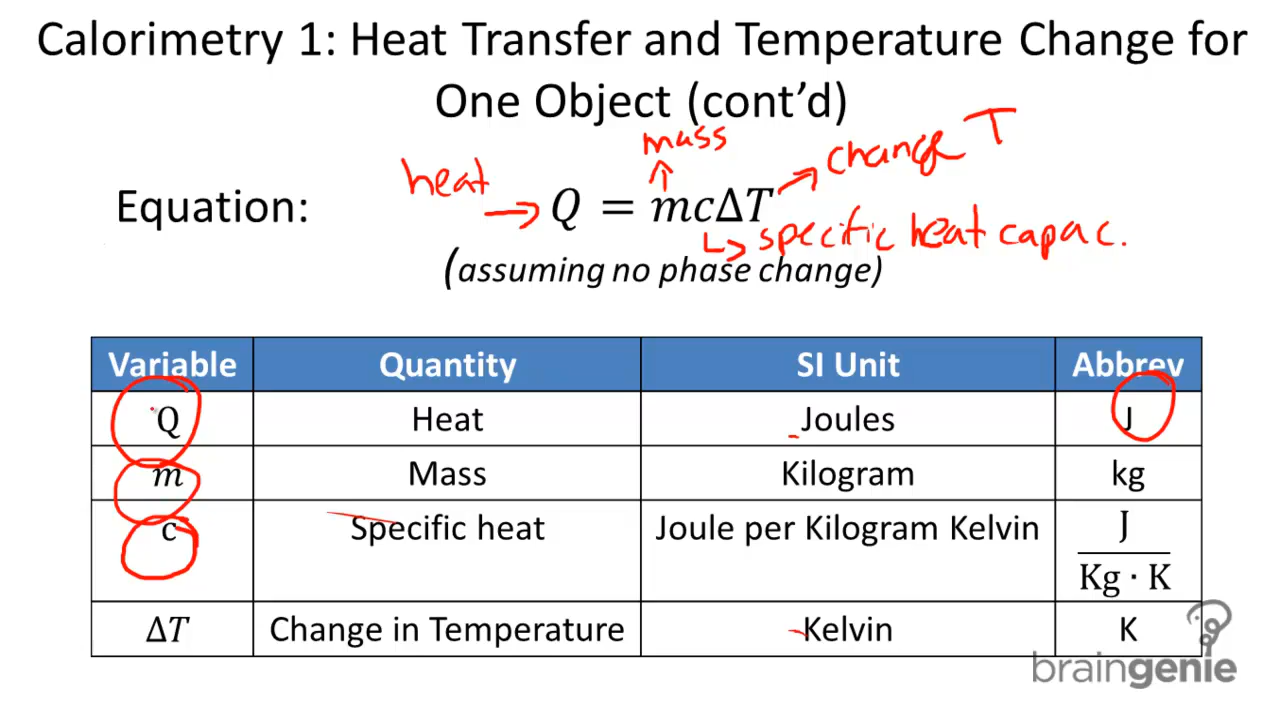 Calorimetry 1: Heat Transfer and Temperature Change for
One Object (cont’d)
mass
change T
heat
Equation: Q = mcΔT
specific heat capac.
(assuming no phase change)
Variable Quantity SI Unit Abbrev
Q Heat Joules J
m Mass Kilogram kg
c Specific heat Joule per Kilogram Kelvin J
Kg · K
ΔT Change in Temperature Kelvin K
braingenie